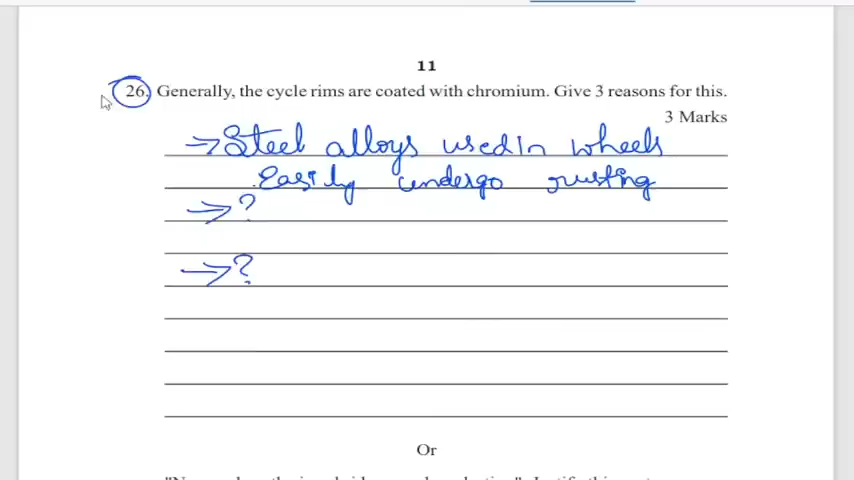 11
26. Generally, the cycle rims are coated with chromium. Give 3 reasons for this.
3 Marks
→ Steel alloys used in wheels
Easily undergo rusting
→ ?
→ ?
Or